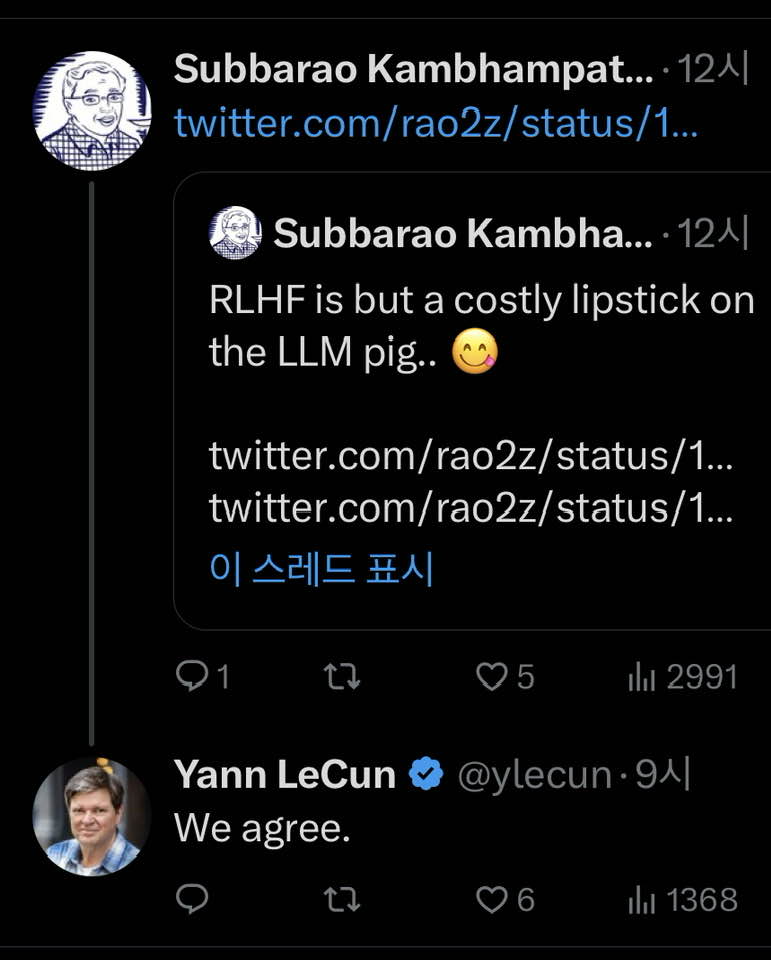 Subbarao Kambhampat... · 12시
twitter.com/rao2z/status/1...
Subbarao Kambha... · 12시
RLHF is but a costly lipstick on
the LLM pig.. 😋
twitter.com/rao2z/status/1...
twitter.com/rao2z/status/1...
이 스레드 표시
1 5 2991
Yann LeCun @ylecun · 9시
We agree.
6 1368